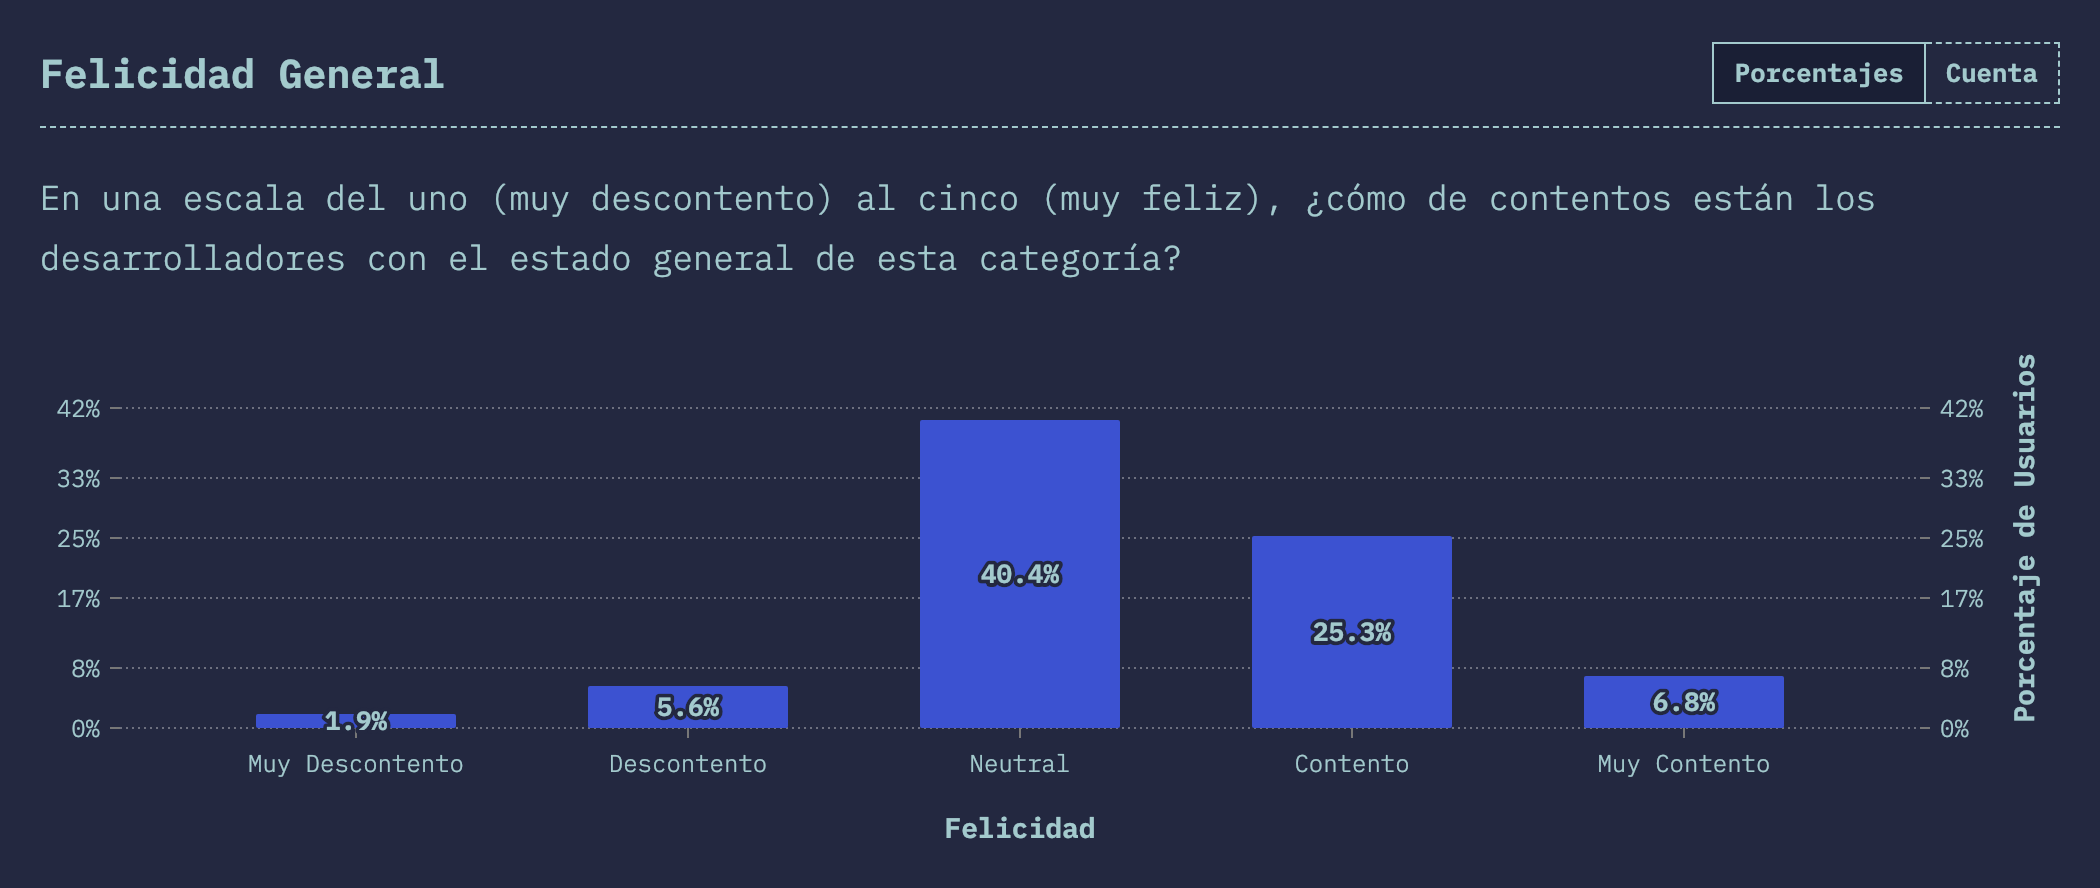 Felicidad General
Porcentajes
Cuenta
En una escala del uno (muy descontento) al cinco (muy feliz), ¿cómo de contentos están los
desarrolladores con el estado general de esta categoría?
42%
33%
25%
17%
8%
0%
1.9%
5.6%
40.4%
25.3%
6.8%
42%
33%
25%
17%
8%
0%
Porcentaje de Usuarios
Muy Descontento
Descontento
Neutral
Contento
Muy Contento
Felicidad